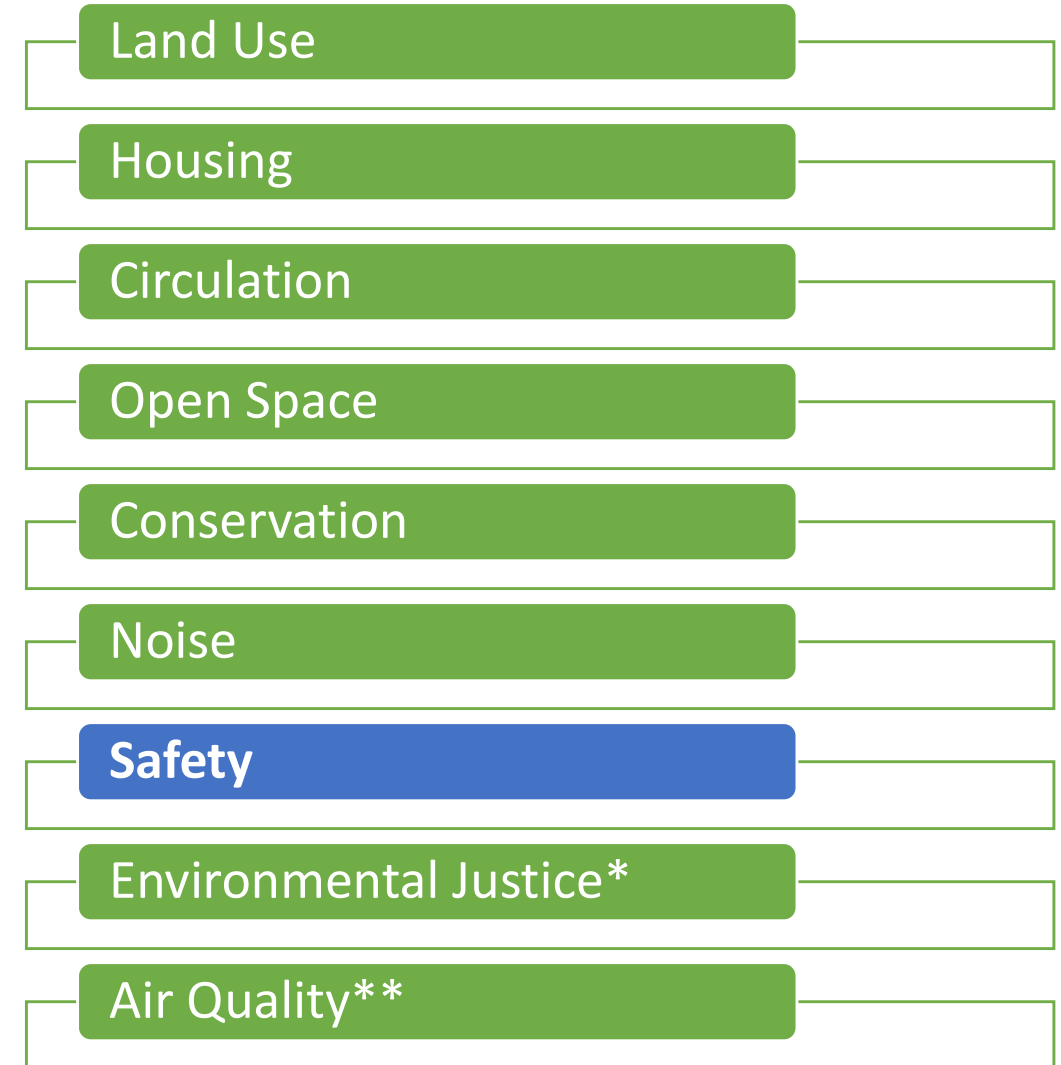 Land Use
Housing
Circulation
Open Space
Conservation
Noise
Safety
Environmental Justice*
Air Quality**